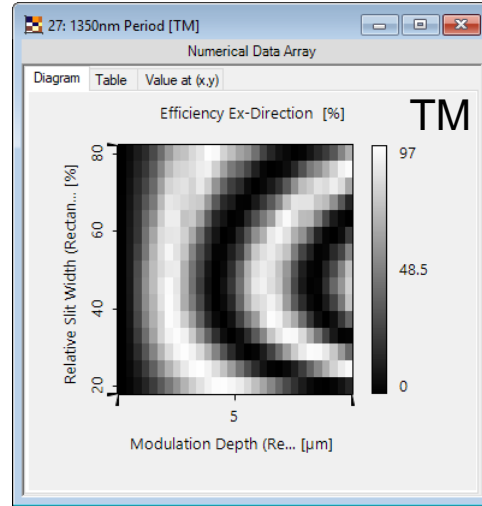 27: 1350nm Period [TM]
Numerical Data Array
Diagram Table Value at (x,y)
Efficiency Ex-Direction [%]
TM
Relative Slit Width (Rectan... [%]
80
60
40
20
97
48.5
0
5
Modulation Depth (Re... [µm]